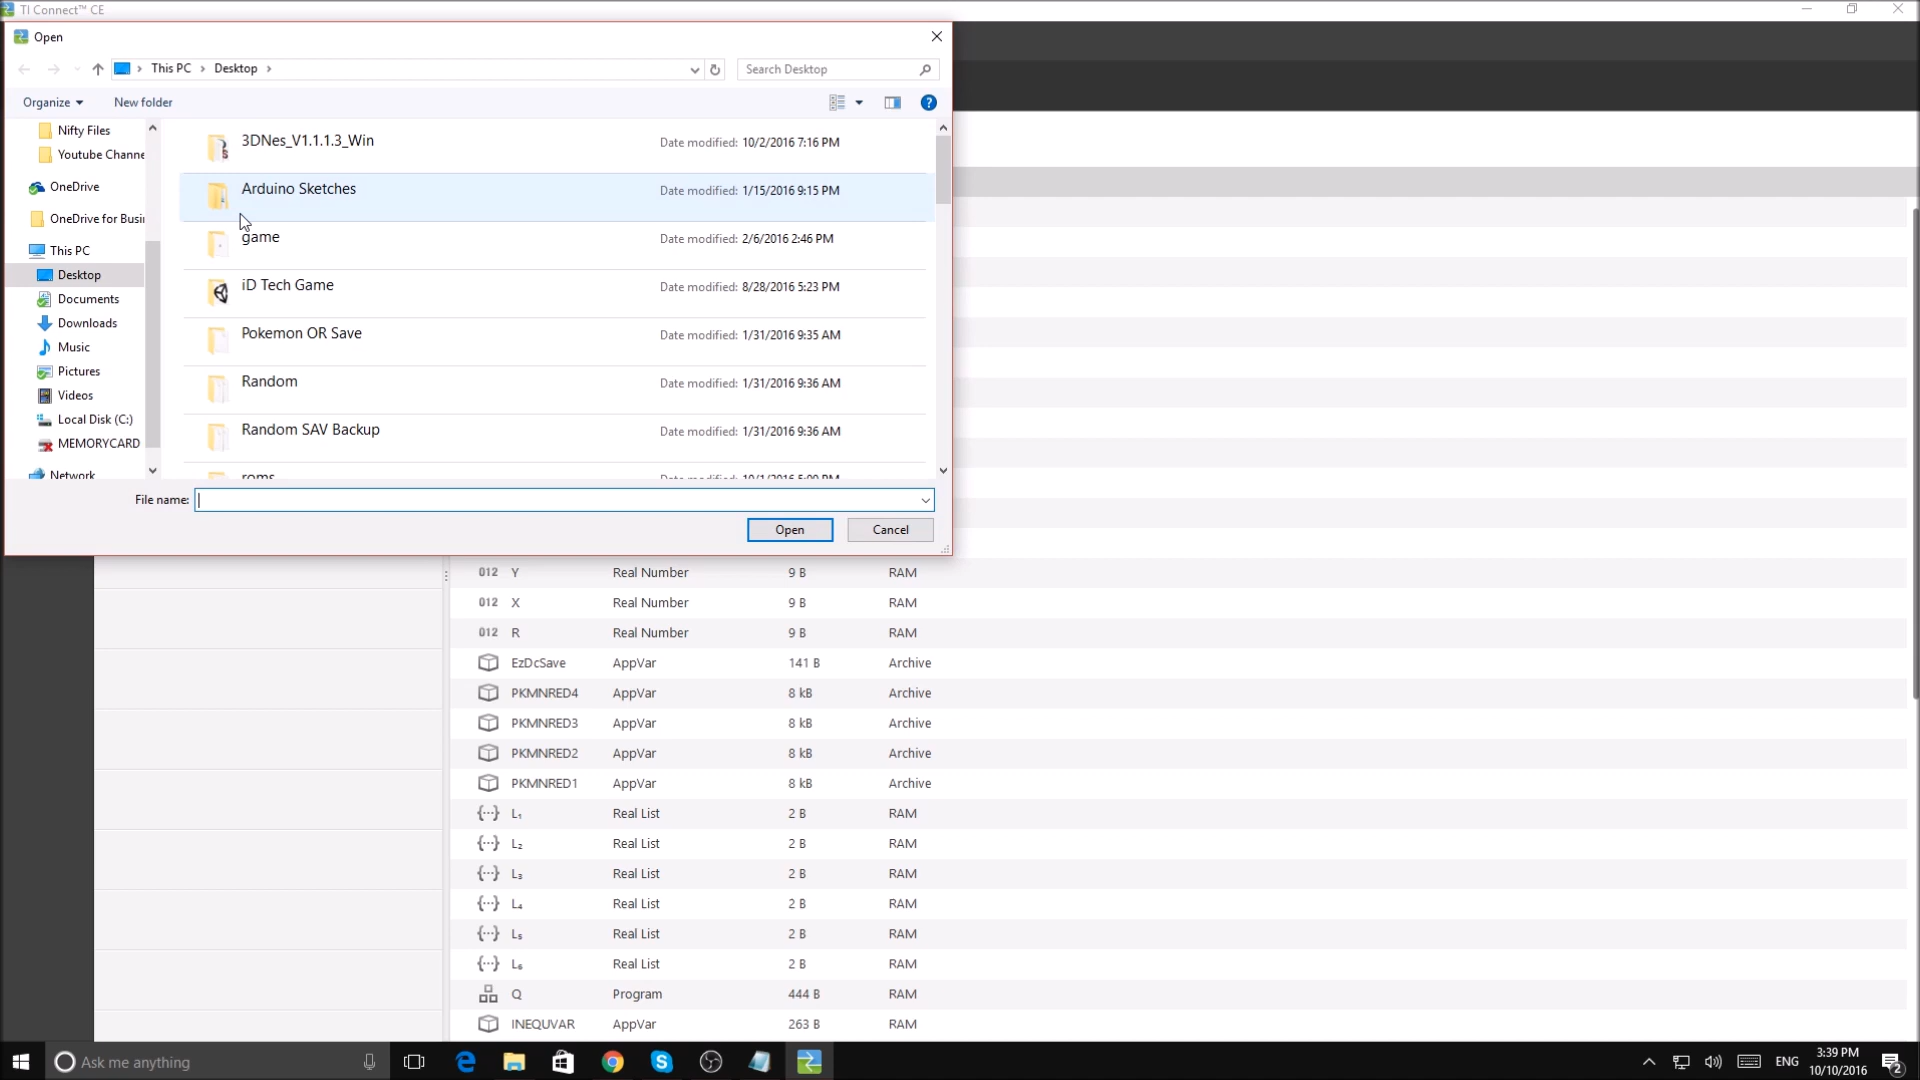 TI Connect™ CE
Open
This PC > Desktop >
Search Desktop
Organize
New folder
Nifty Files
Youtube Channe
OneDrive
OneDrive for Busi
This PC
Desktop
Documents
Downloads
Music
Pictures
Videos
Local Disk (C:)
MEMORYCARD
Network
3DNes_V1.1.1.3_Win Date modified: 10/2/2016 7:16 PM
Arduino Sketches Date modified: 1/15/2016 9:15 PM
game Date modified: 2/6/2016 2:46 PM
iD Tech Game Date modified: 8/28/2016 5:23 PM
Pokemon OR Save Date modified: 1/31/2016 9:35 AM
Random Date modified: 1/31/2016 9:36 AM
Random SAV Backup Date modified: 1/31/2016 9:36 AM
roms Date modified: 10/1/2016 5:00 PM
File name:
Open Cancel
012 Y Real Number 9 B RAM
012 X Real Number 9 B RAM
012 R Real Number 9 B RAM
EzDcSave AppVar 141 B Archive
PKMNRED4 AppVar 8 kB Archive
PKMNRED3 AppVar 8 kB Archive
PKMNRED2 AppVar 8 kB Archive
PKMNRED1 AppVar 8 kB Archive
L₁ Real List 2 B RAM
L₂ Real List 2 B RAM
L₃ Real List 2 B RAM
L₄ Real List 2 B RAM
L₅ Real List 2 B RAM
L₆ Real List 2 B RAM
Q Program 444 B RAM
INEQUVAR AppVar 263 B RAM
Ask me anything
ENG
3:39 PM
10/10/2016
2